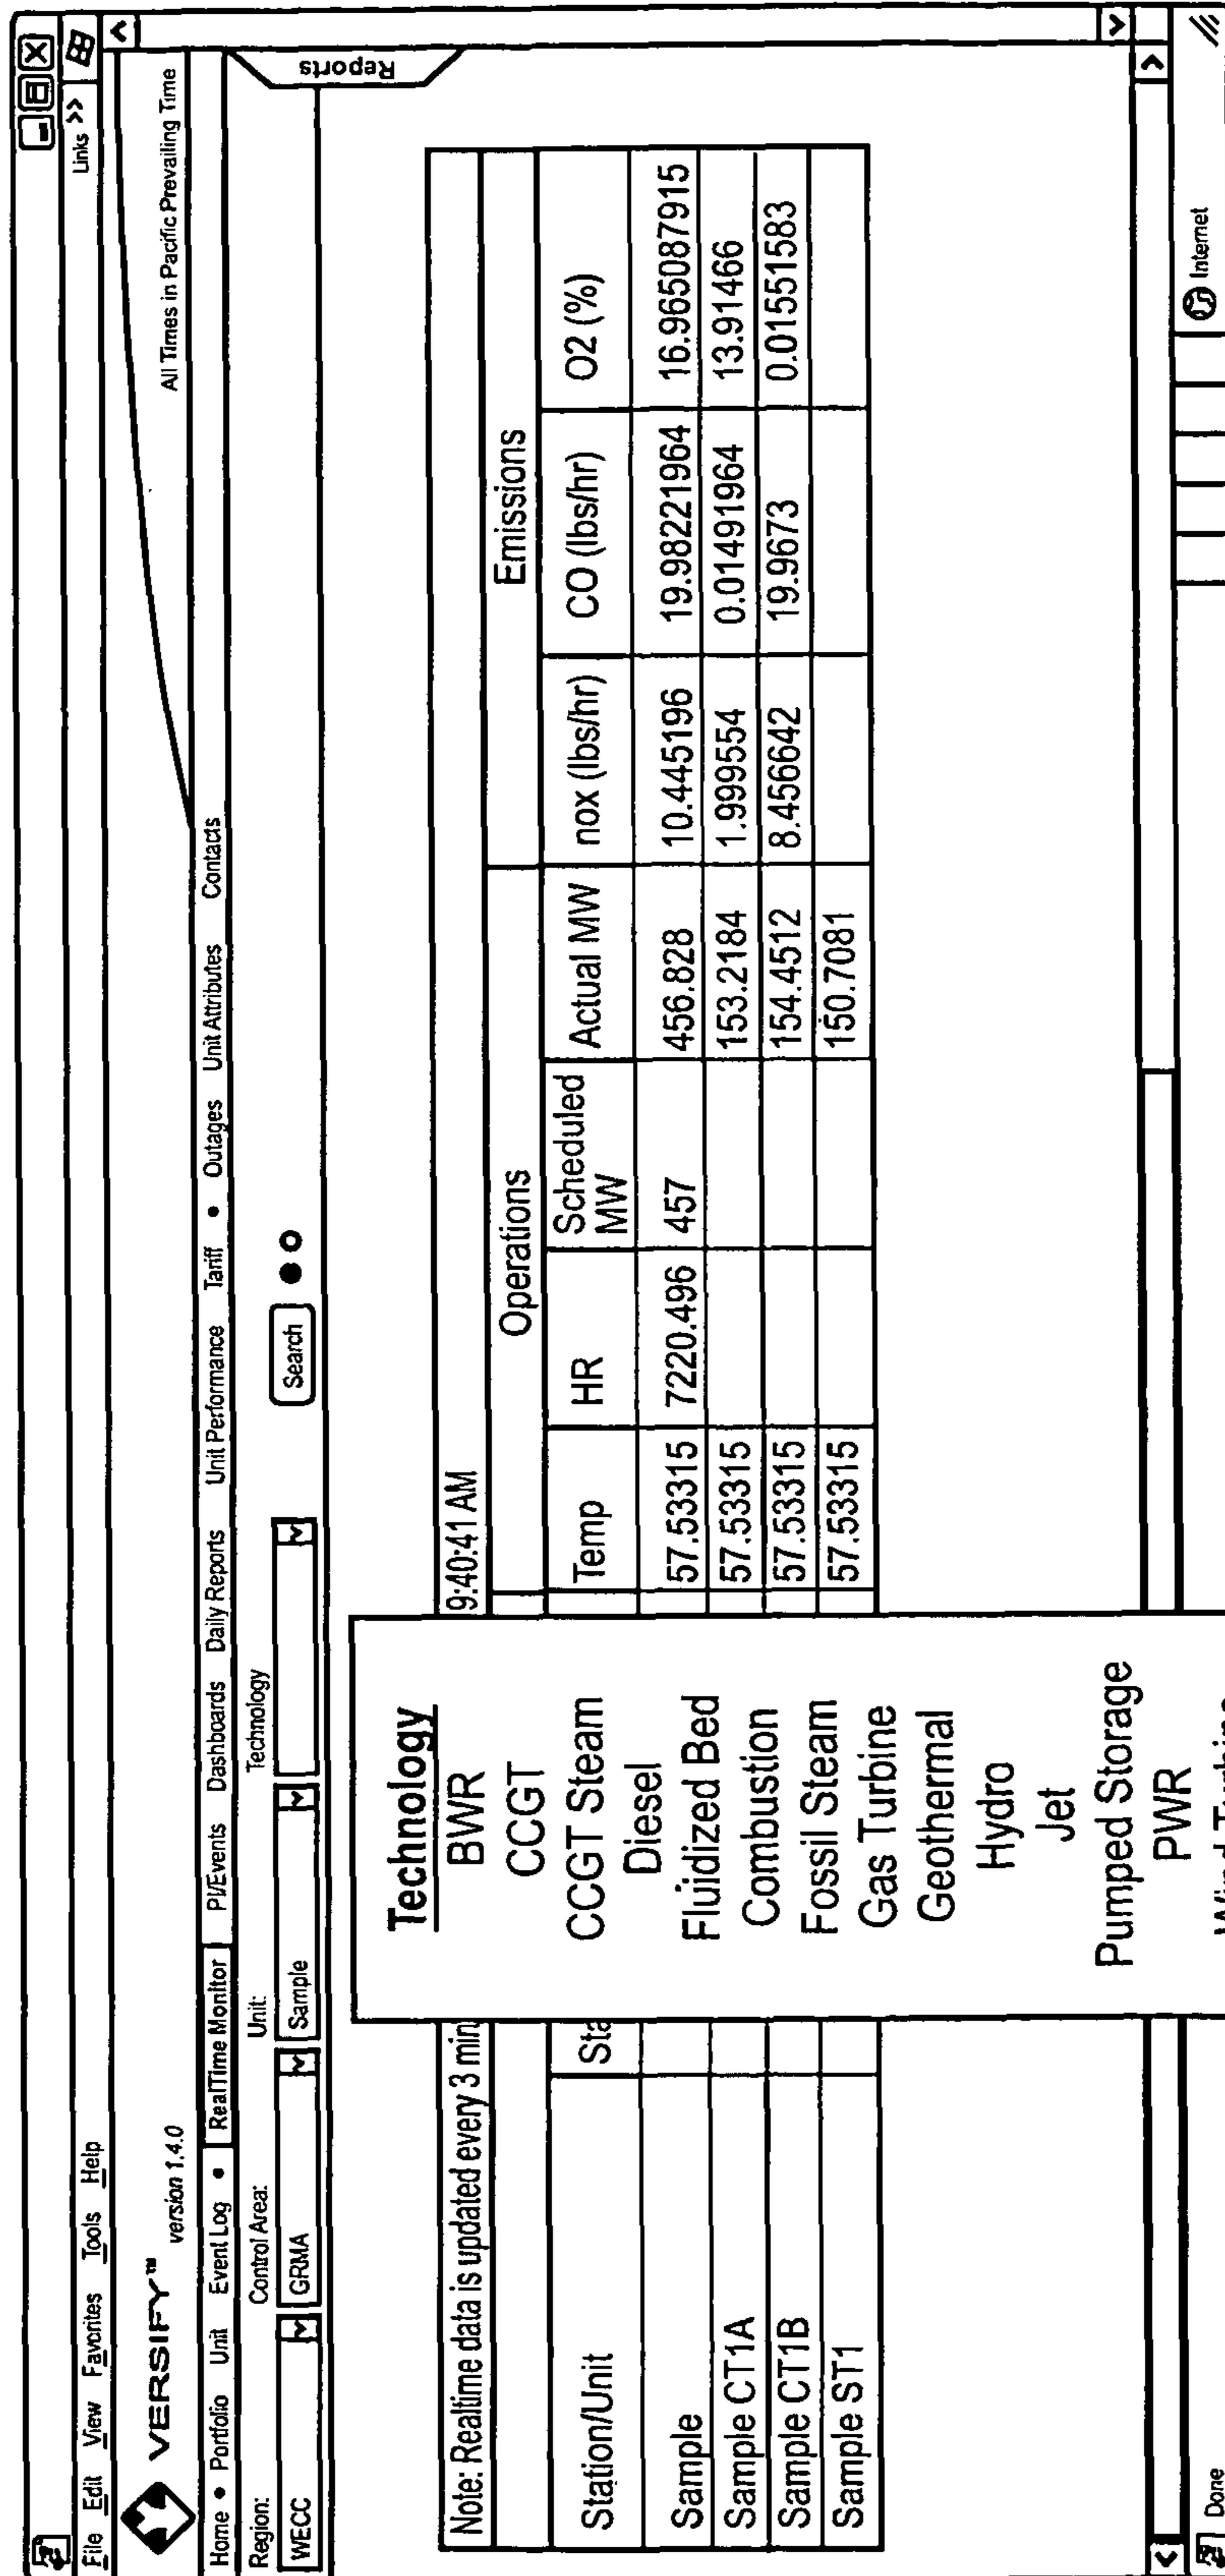 File Edit View Favorites Tools Help
Links >>
VERSIFY™
version 1.4.0
All Times in Pacific Prevailing Time
Home • Portfolio Unit Event Log • RealTime Monitor PI/Events Dashboards Daily Reports Unit Performance Tariff • Outages Unit Attributes Contacts
Region: Control Area: Unit: Technology
WECC GRMA Sample Search
Reports
Note: Realtime data is updated every 3 min 9:40:41 AM
Operations Emissions
Station/Unit Sta Temp HR Scheduled MW Actual MW nox (lbs/hr) CO (lbs/hr) O2 (%)
Sample 57.53315 7220.496 457 456.828 10.445196 19.98221964 16.965087915
Sample CT1A 57.53315 153.2184 1.999554 0.01491964 13.91466
Sample CT1B 57.53315 154.4512 8.456642 19.9673 0.01551583
Sample ST1 57.53315 150.7081
Technology
BWR
CCGT
CCGT Steam
Diesel
Fluidized Bed
Combustion
Fossil Steam
Gas Turbine
Geothermal
Hydro
Jet
Pumped Storage
PWR
Wind Turbine
Done Internet